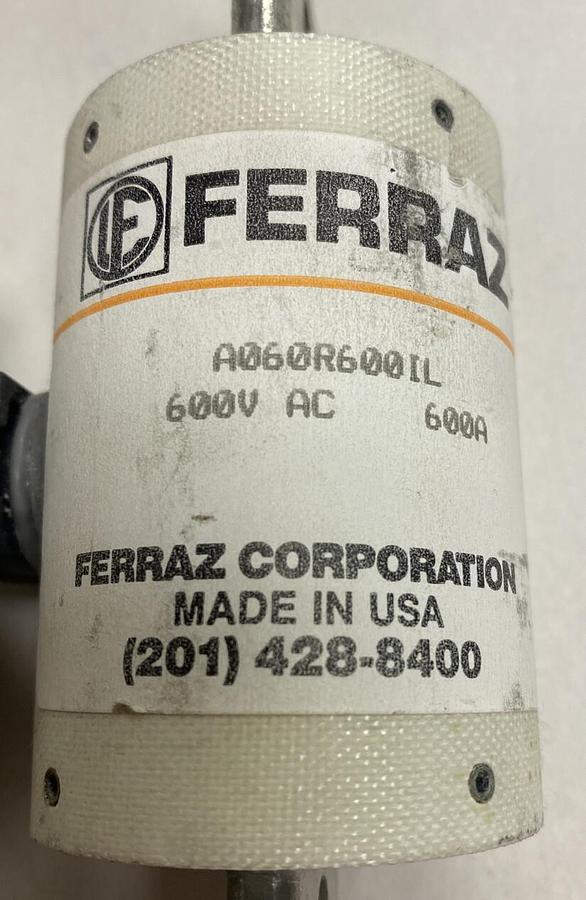 FERRAZ
A060R600IL
600V AC 600A
FERRAZ CORPORATION
MADE IN USA
(201) 428-8400